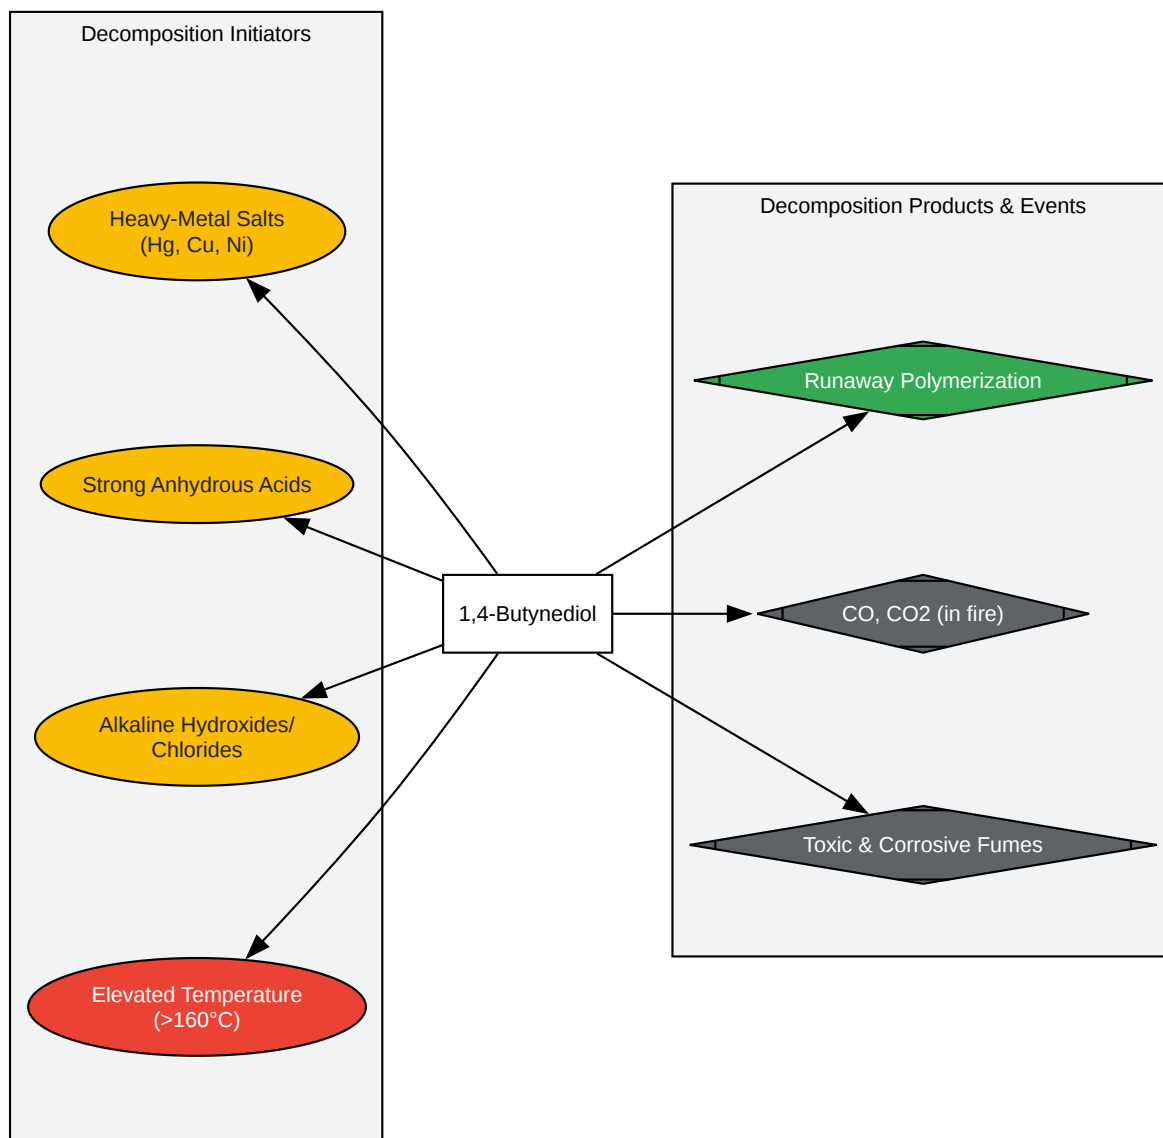 Decomposition Initiators
Heavy-Metal Salts
(Hg, Cu, Ni)
Strong Anhydrous Acids
Alkaline Hydroxides/
Chlorides
Elevated Temperature
(>160°C)
1,4-Butynediol
Decomposition Products & Events
Runaway Polymerization
CO, CO2 (in fire)
Toxic & Corrosive Fumes